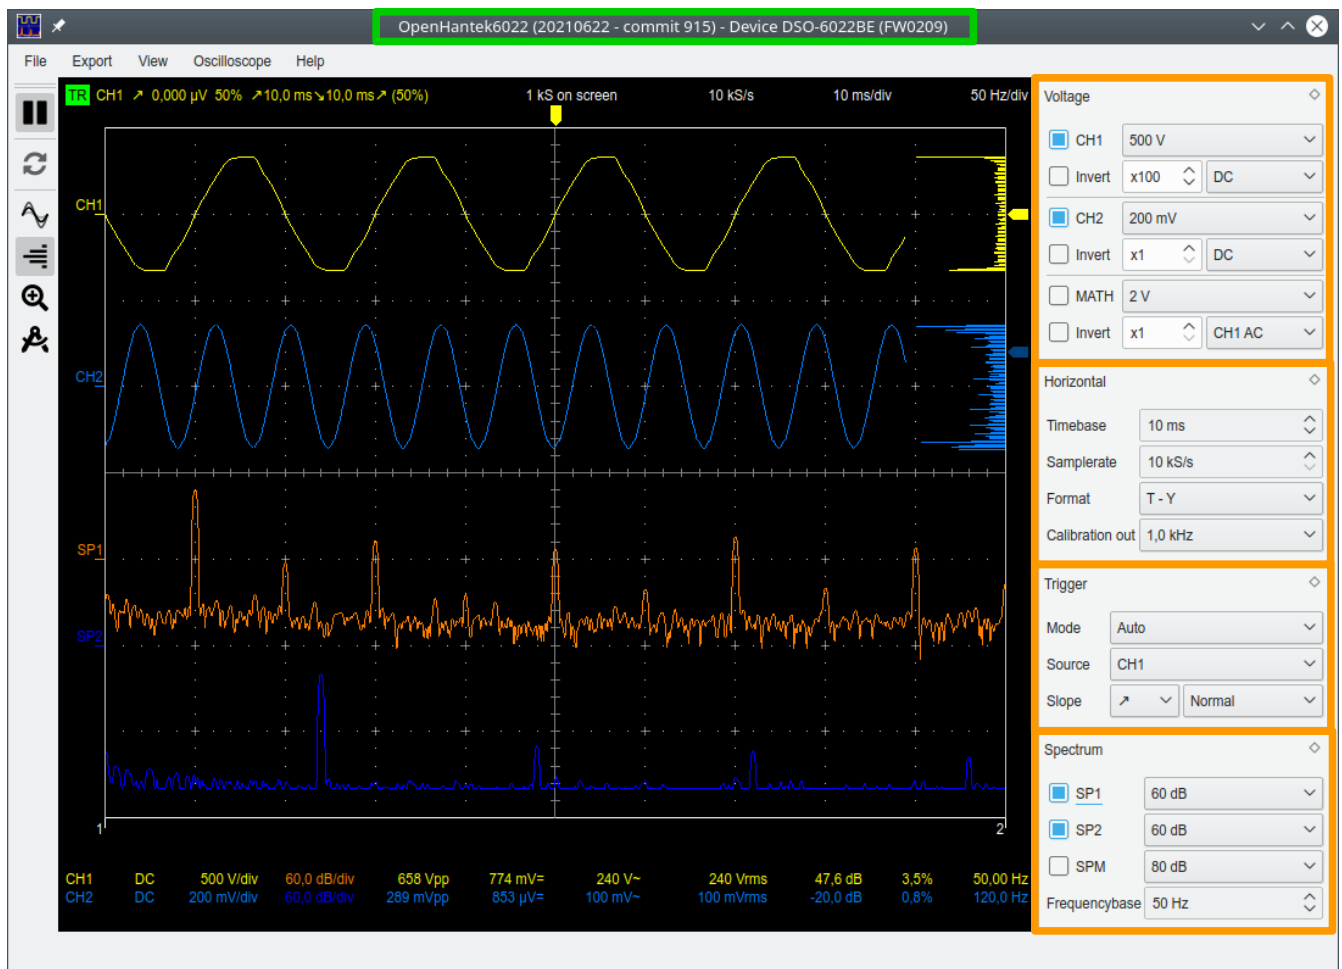 OpenHantek6022 (20210622 - commit 915) - Device DSO-6022BE (FW0209)
File Export View Oscilloscope Help
TR CH1 ↗ 0,000 µV 50% ↗10,0 ms↘10,0 ms↗ (50%) 1 kS on screen 10 kS/s 10 ms/div 50 Hz/div
CH1
CH2
SP1
SP2
1 2
CH1 DC 500 V/div 60,0 dB/div 658 Vpp 774 mV= 240 V~ 240 Vrms 47,6 dB 3,5% 50,00 Hz
CH2 DC 200 mV/div 60,0 dB/div 289 mVpp 853 µV= 100 mV~ 100 mVrms -20,0 dB 0,8% 120,0 Hz
Voltage
CH1 500 V
Invert x100 DC
CH2 200 mV
Invert x1 DC
MATH 2 V
Invert x1 CH1 AC
Horizontal
Timebase 10 ms
Samplerate 10 kS/s
Format T - Y
Calibration out 1,0 kHz
Trigger
Mode Auto
Source CH1
Slope ↗ Normal
Spectrum
SP1 60 dB
SP2 60 dB
SPM 80 dB
Frequencybase 50 Hz